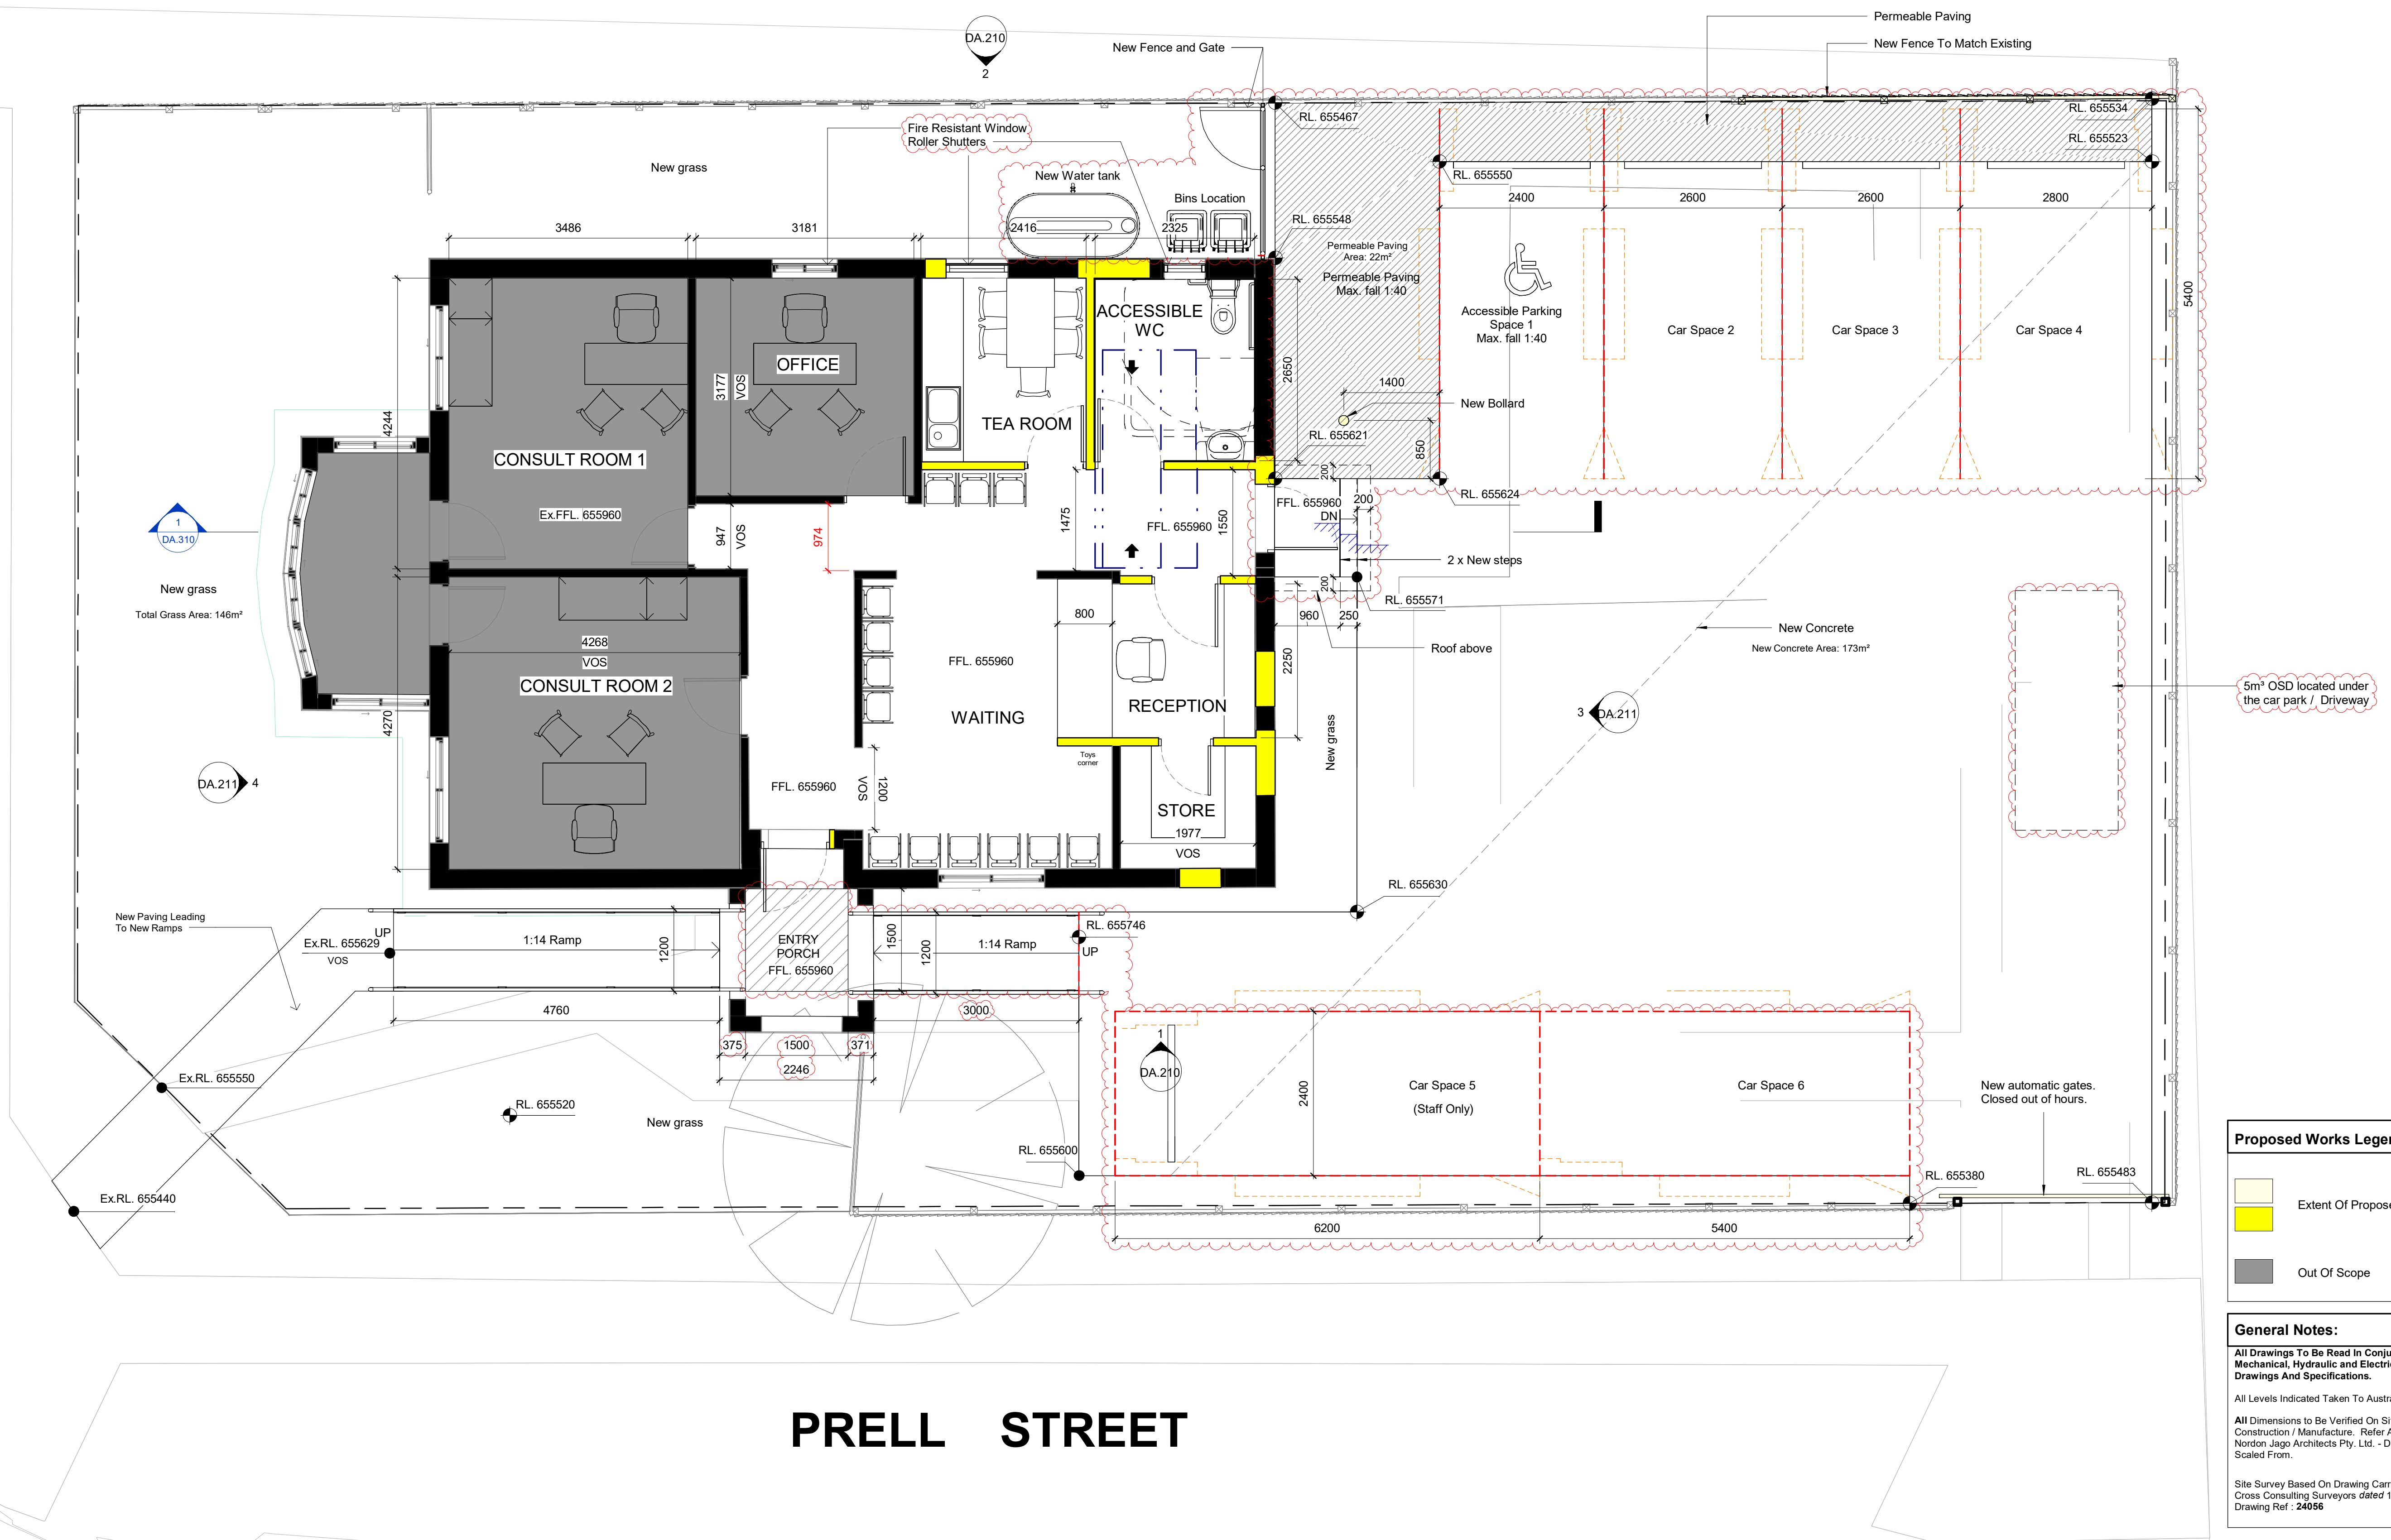 Permeable Paving
New Fence To Match Existing
New Fence and Gate
DA.210
2
RL. 655467
RL. 655534
RL. 655523
Fire Resistant Window
Roller Shutters
New grass
New Water tank
Bins Location
RL. 655550
2400
2600
2600
2800
3486
3181
2416
2325
RL. 655548
Permeable Paving
Area: 22m²
Permeable Paving
Max. fall 1:40
5400
Accessible Parking
Space 1
Max. fall 1:40
Car Space 2
Car Space 3
Car Space 4
ACCESSIBLE
WC
OFFICE
3177
VOS
2650
1400
New Bollard
4244
TEA ROOM
RL. 655621
850
CONSULT ROOM 1
200
RL. 655624
200
Ex.FFL. 655960
947
VOS
974
1475
FFL. 655960
1550
FFL. 655960
DN
1
DA.310
2 x New steps
New grass
Total Grass Area: 146m²
200
RL. 655571
960
250
800
New Concrete
New Concrete Area: 173m²
4268
VOS
FFL. 655960
2250
Roof above
CONSULT ROOM 2
5m³ OSD located under
the car park / Driveway
WAITING
RECEPTION
3
DA.211
4270
New grass
Toys
corner
DA.211
4
FFL. 655960
VOS
1200
STORE
1977
VOS
RL. 655630
New Paving Leading
To New Ramps
UP
Ex.RL. 655629
VOS
1:14 Ramp
1200
ENTRY
PORCH
FFL. 655960
1500
1200
1:14 Ramp
RL. 655746
UP
4760
3000
375
1500
371
2246
1
DA.210
Ex.RL. 655550
RL. 655520
New grass
2400
Car Space 5
(Staff Only)
Car Space 6
New automatic gates.
Closed out of hours.
RL. 655600
RL. 655380
RL. 655483
Ex.RL. 655440
6200
5400
Proposed Works Leger
Extent Of Propose
Out Of Scope
General Notes:
All Drawings To Be Read In Conju
Mechanical, Hydraulic and Electri
Drawings And Specifications.
All Levels Indicated Taken To Austra
All Dimensions to Be Verified On Si
Construction / Manufacture. Refer A
Nordon Jago Architects Pty. Ltd. - D
Scaled From.
Site Survey Based On Drawing Carr
Cross Consulting Surveyors dated 1
Drawing Ref : 24056
PRELL STREET